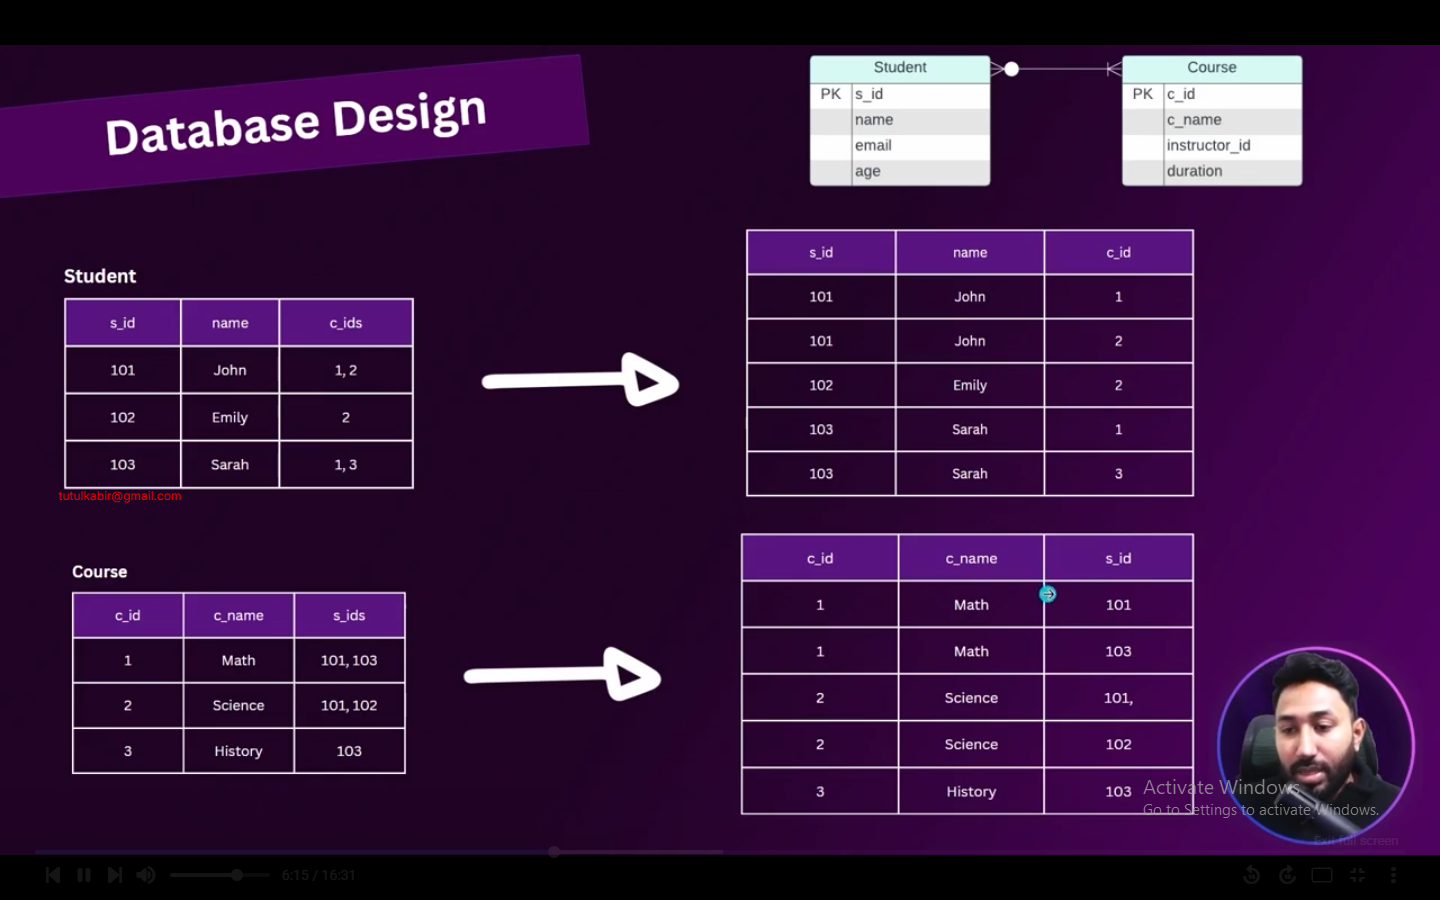 Database Design
Student
PK s_id
name
email
age
Course
PK c_id
c_name
instructor_id
duration
Student
s_id name c_ids
101 John 1, 2
102 Emily 2
103 Sarah 1, 3
tutulkabir@gmail.com
s_id name c_id
101 John 1
101 John 2
102 Emily 2
103 Sarah 1
103 Sarah 3
Course
c_id c_name s_ids
1 Math 101, 103
2 Science 101, 102
3 History 103
c_id c_name s_id
1 Math 101
1 Math 103
2 Science 101,
2 Science 102
3 History 103
Activate Windows
Go to Settings to activate Windows.
Exit full screen
6:15 / 16:31